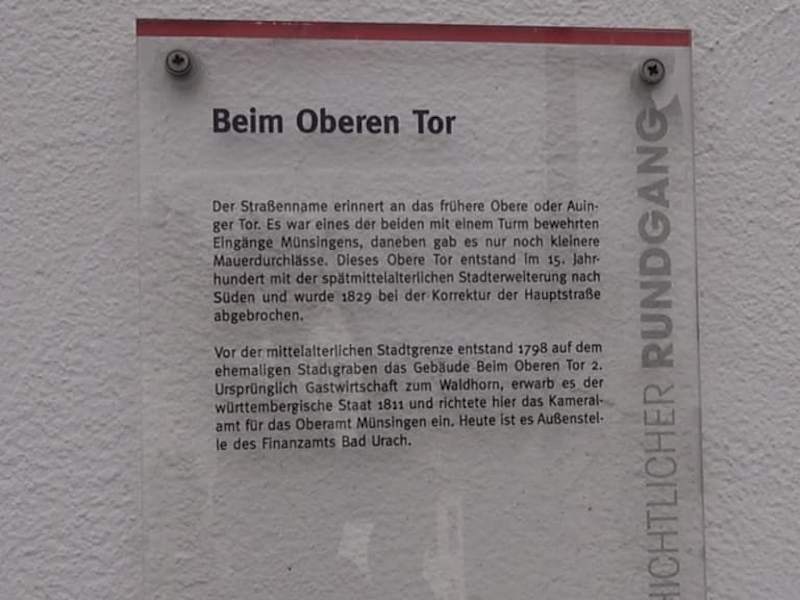 Beim Oberen Tor
Der Straßenname erinnert an das frühere Obere oder Auin-
ger Tor. Es war eines der beiden mit einem Turm bewehrten
Eingänge Münsingens, daneben gab es nur noch kleinere
Mauerdurchlässe. Dieses Obere Tor entstand im 15. Jahr-
hundert mit der spätmittelalterlichen Stadterweiterung nach
Süden und wurde 1829 bei der Korrektur der Hauptstraße
abgebrochen.
Vor der mittelalterlichen Stadtgrenze entstand 1798 auf dem
ehemaligen Stadtgraben das Gebäude Beim Oberen Tor 2.
Ursprünglich Gastwirtschaft zum Waldhorn, erwarb es der
württembergische Staat 1811 und richtete hier das Kameral-
amt für das Oberamt Münsingen ein. Heute ist es Außenstel-
le des Finanzamts Bad Urach.
HICHTLICHER RUNDGANG